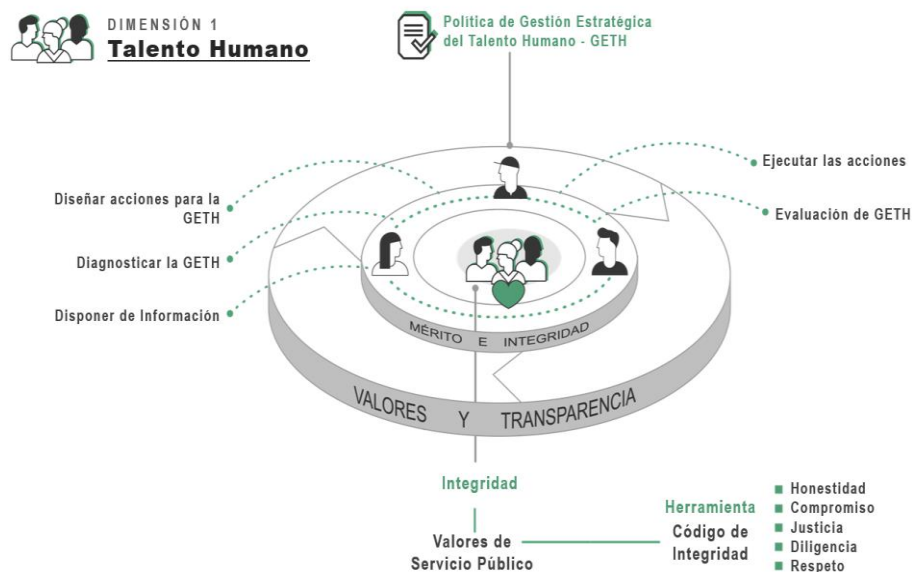 DIMENSIÓN 1
Talento Humano
Política de Gestión Estratégica
del Talento Humano - GETH
Ejecutar las acciones
Diseñar acciones para la
GETH
Evaluación de GETH
Diagnosticar la GETH
Disponer de Información
MÉRITO E INTEGRIDAD
VALORES Y TRANSPARENCIA
Integridad
Valores de
Servicio Público
Herramienta
Código de
Integridad
Honestidad
Compromiso
Justicia
Diligencia
Respeto